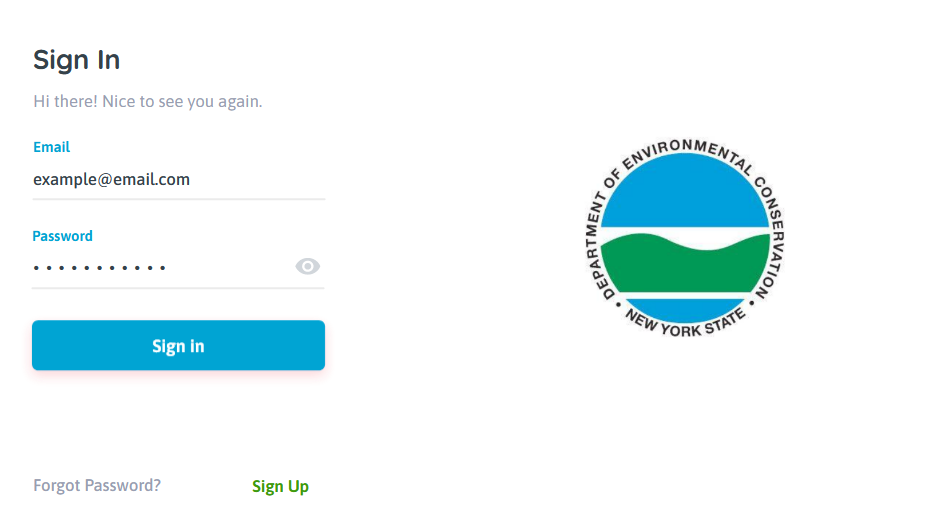 Sign In
Hi there! Nice to see you again.
Email
example@email.com
Password
• • • • • • • • • • •
Sign in
Forgot Password?
Sign Up
DEPARTMENT OF ENVIRONMENTAL CONSERVATION
• NEW YORK STATE •